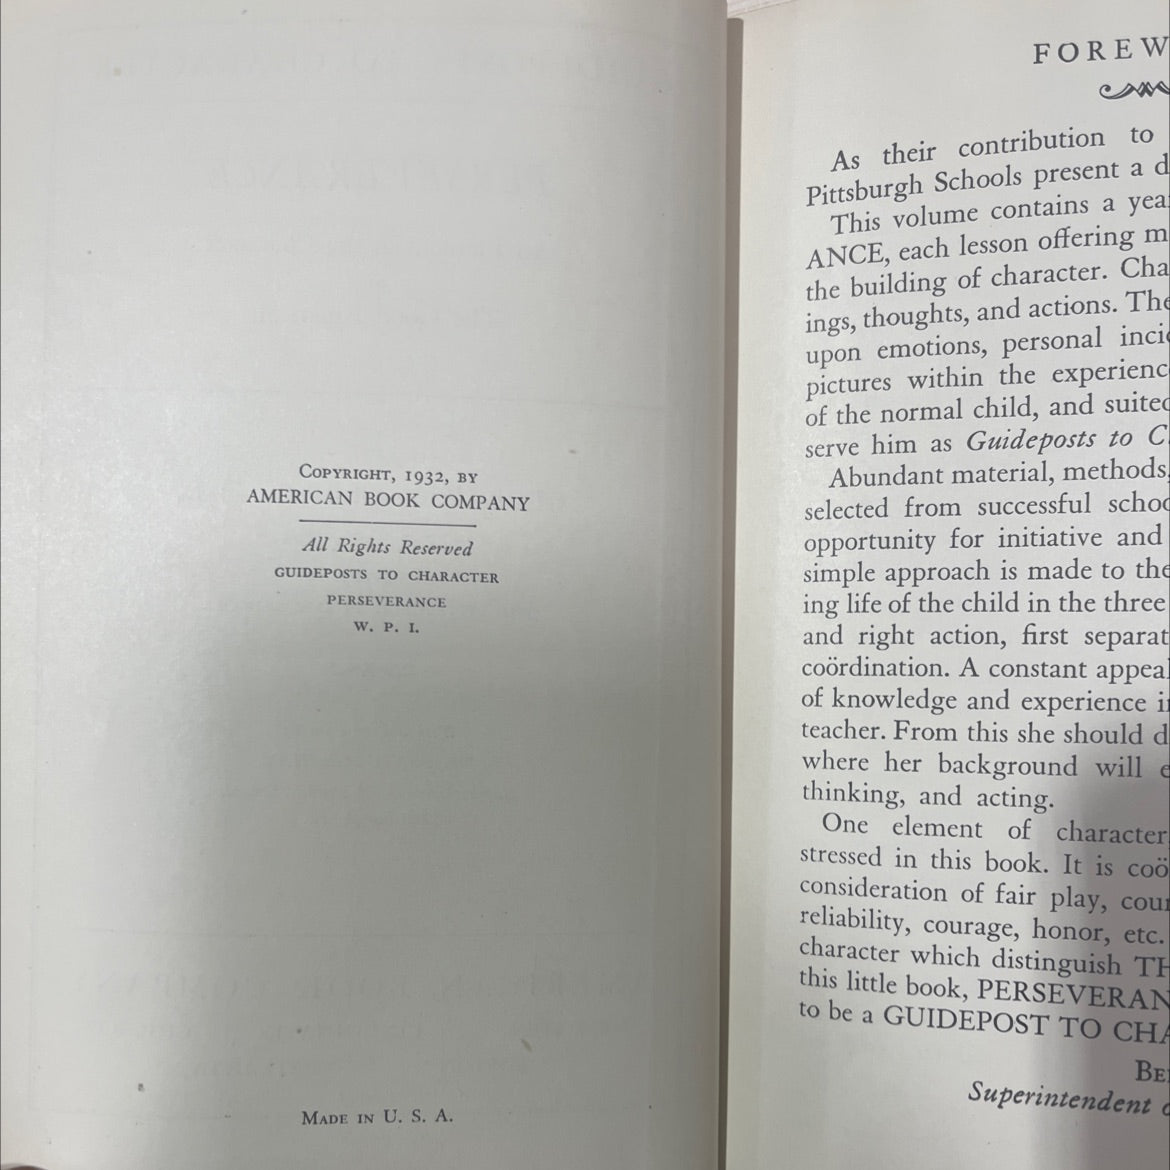 COPYRIGHT, 1932, BY
AMERICAN BOOK COMPANY
All Rights Reserved
GUIDEPOSTS TO CHARACTER
PERSEVERANCE
W. P. I.
MADE IN U. S. A.
FOREW
As their contribution to
Pittsburgh Schools present a d
This volume contains a yea
ANCE, each lesson offering m
the building of character. Cha
ings, thoughts, and actions. The
upon emotions, personal inci
pictures within the experienc
of the normal child, and suited
serve him as Guideposts to C
Abundant material, methods,
selected from successful schoo
opportunity for initiative and
simple approach is made to the
ing life of the child in the three
and right action, first separat
coördination. A constant appeal
of knowledge and experience i
teacher. From this she should d
where her background will e
thinking, and acting.
One element of character
stressed in this book. It is coö
consideration of fair play, cour
reliability, courage, honor, etc.
character which distinguish TH
this little book, PERSEVERAN
to be a GUIDEPOST TO CHA
BE
Superintendent o